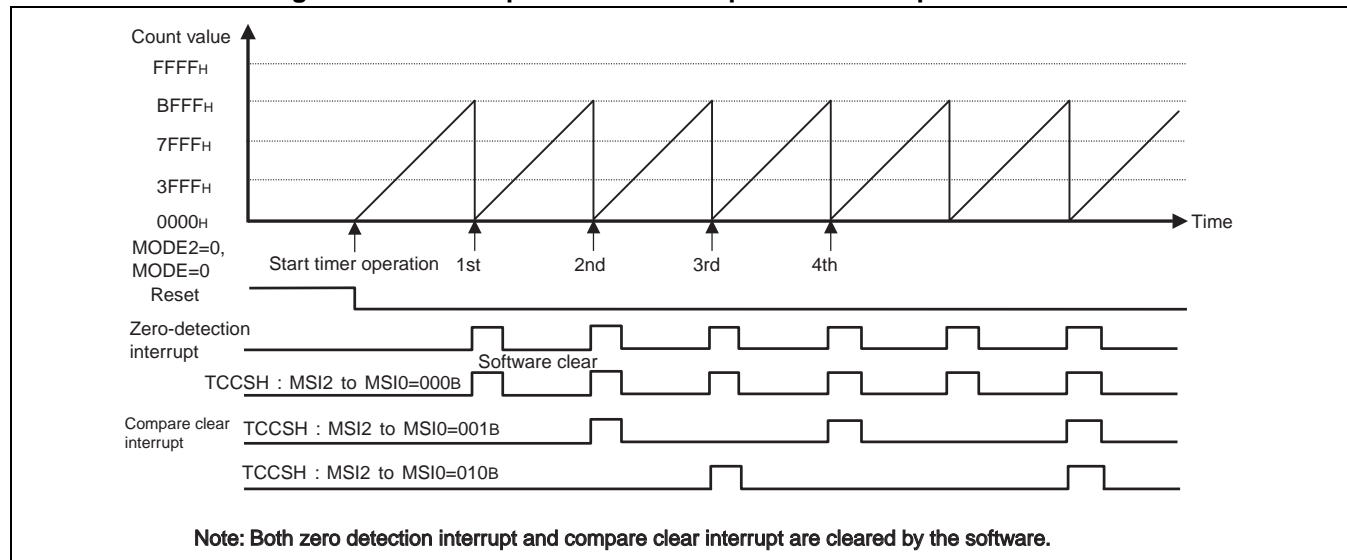 Count value
FFFFH
BFFFH
7FFFH
3FFFH
0000H
Time
MODE2=0,
MODE=0
Start timer operation 1st 2nd 3rd 4th
Reset
Zero-detection
interrupt
Software clear
TCCSH : MSI2 to MSI0=000B
Compare clear
interrupt
TCCSH : MSI2 to MSI0=001B
TCCSH : MSI2 to MSI0=010B
Note: Both zero detection interrupt and compare clear interrupt are cleared by the software.